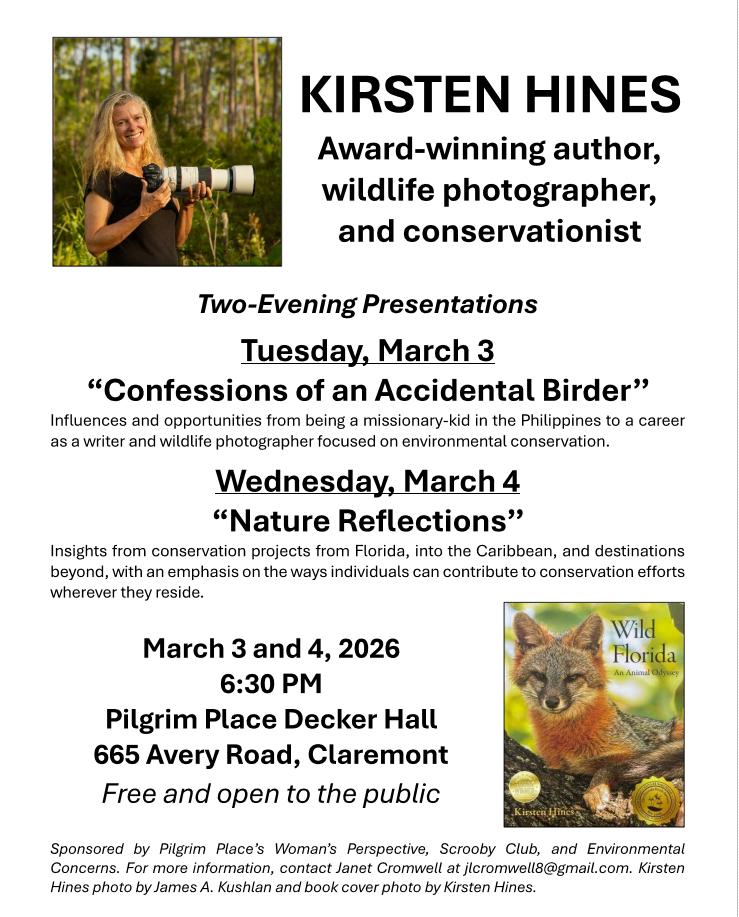 KIRSTEN HINES
Award-winning author,
wildlife photographer,
and conservationist
Two-Evening Presentations
Tuesday, March 3
“Confessions of an Accidental Birder”
Influences and opportunities from being a missionary-kid in the Philippines to a career
as a writer and wildlife photographer focused on environmental conservation.
Wednesday, March 4
“Nature Reflections”
Insights from conservation projects from Florida, into the Caribbean, and destinations
beyond, with an emphasis on the ways individuals can contribute to conservation efforts
wherever they reside.
March 3 and 4, 2026
6:30 PM
Pilgrim Place Decker Hall
665 Avery Road, Claremont
Free and open to the public
Wild
Florida
An Animal Odyssey
Kirsten Hines
Sponsored by Pilgrim Place’s Woman’s Perspective, Scrooby Club, and Environmental
Concerns. For more information, contact Janet Cromwell at jlcromwell8@gmail.com. Kirsten
Hines photo by James A. Kushlan and book cover photo by Kirsten Hines.